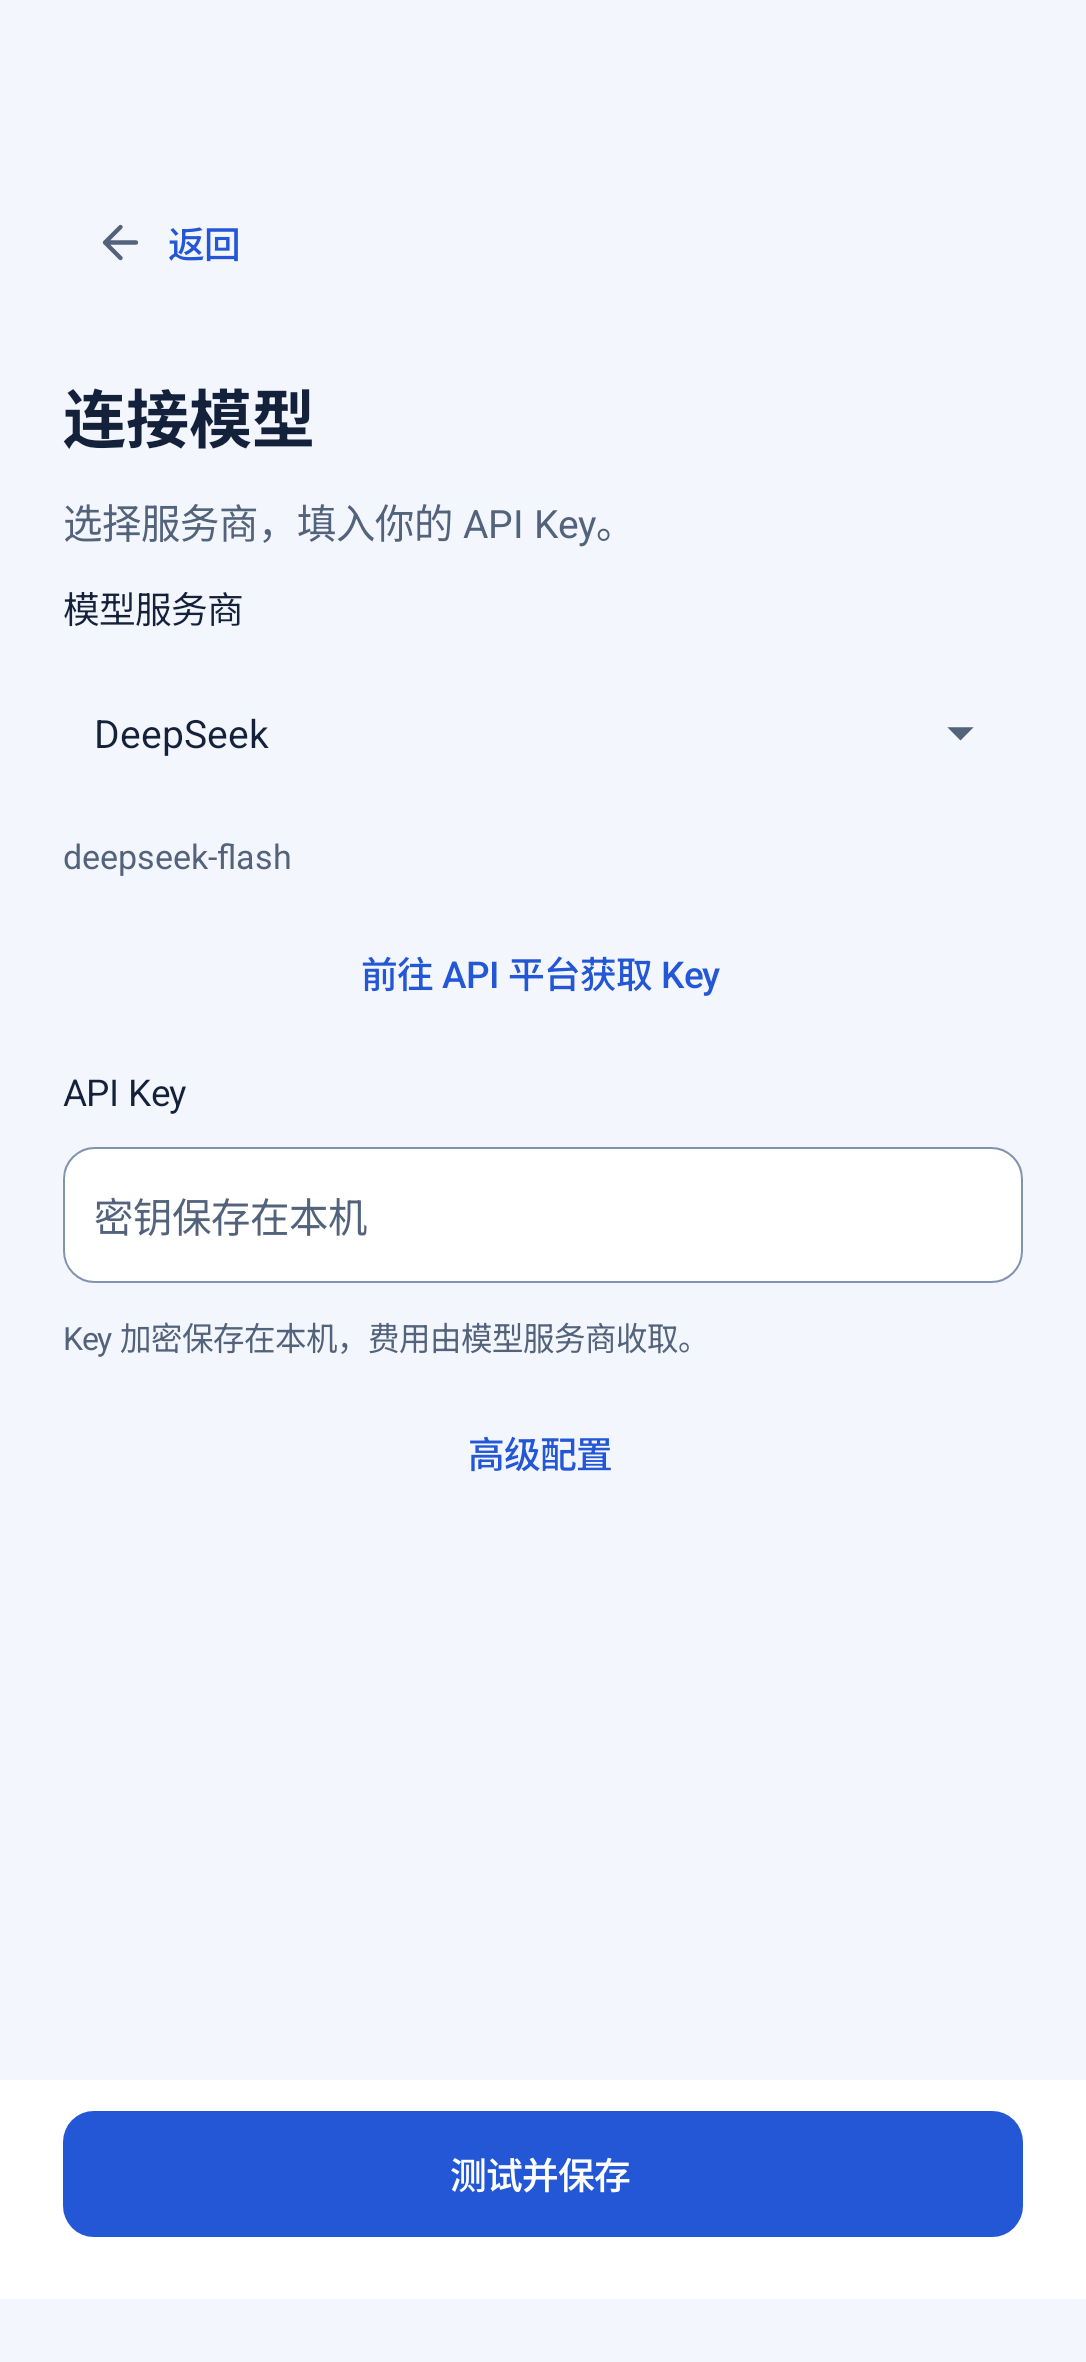 返回
连接模型
选择服务商，填入你的 API Key。
模型服务商
DeepSeek
deepseek-flash
前往 API 平台获取 Key
API Key
密钥保存在本机
Key 加密保存在本机，费用由模型服务商收取。
高级配置
测试并保存